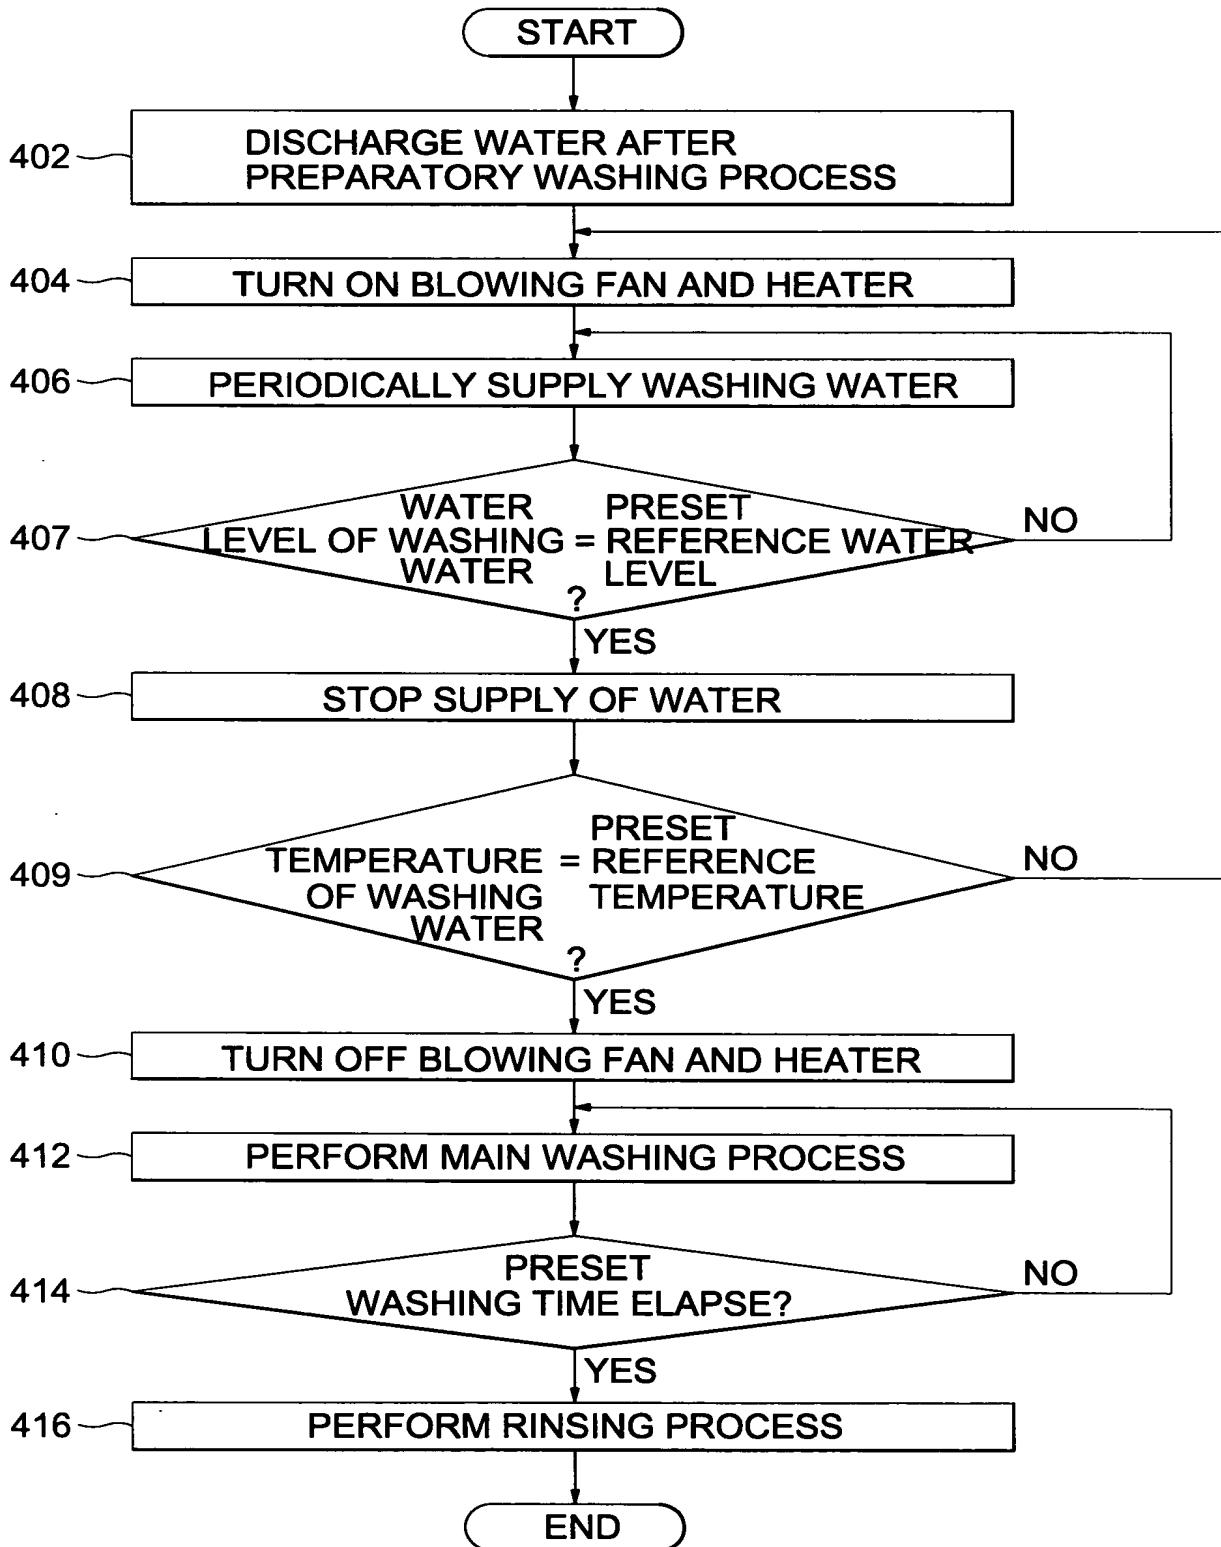 START
402
DISCHARGE WATER AFTER
PREPARATORY WASHING PROCESS
404
TURN ON BLOWING FAN AND HEATER
406
PERIODICALLY SUPPLY WASHING WATER
407
WATER PRESET
LEVEL OF WASHING = REFERENCE WATER
WATER LEVEL
?
NO
YES
408
STOP SUPPLY OF WATER
409
PRESET
TEMPERATURE = REFERENCE
OF WASHING TEMPERATURE
WATER
?
NO
YES
410
TURN OFF BLOWING FAN AND HEATER
412
PERFORM MAIN WASHING PROCESS
414
PRESET
WASHING TIME ELAPSE?
NO
YES
416
PERFORM RINSING PROCESS
END